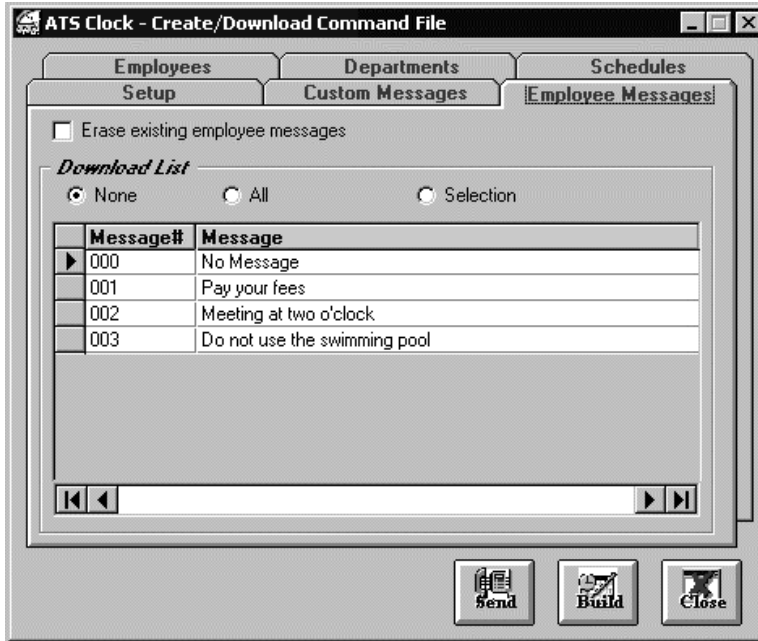 ATS Clock - Create/Download Command File
Employees Departments Schedules
Setup Custom Messages Employee Messages
Erase existing employee messages
Download List
None All Selection
Message# Message
000 No Message
001 Pay your fees
002 Meeting at two o'clock
003 Do not use the swimming pool
Send Build Close